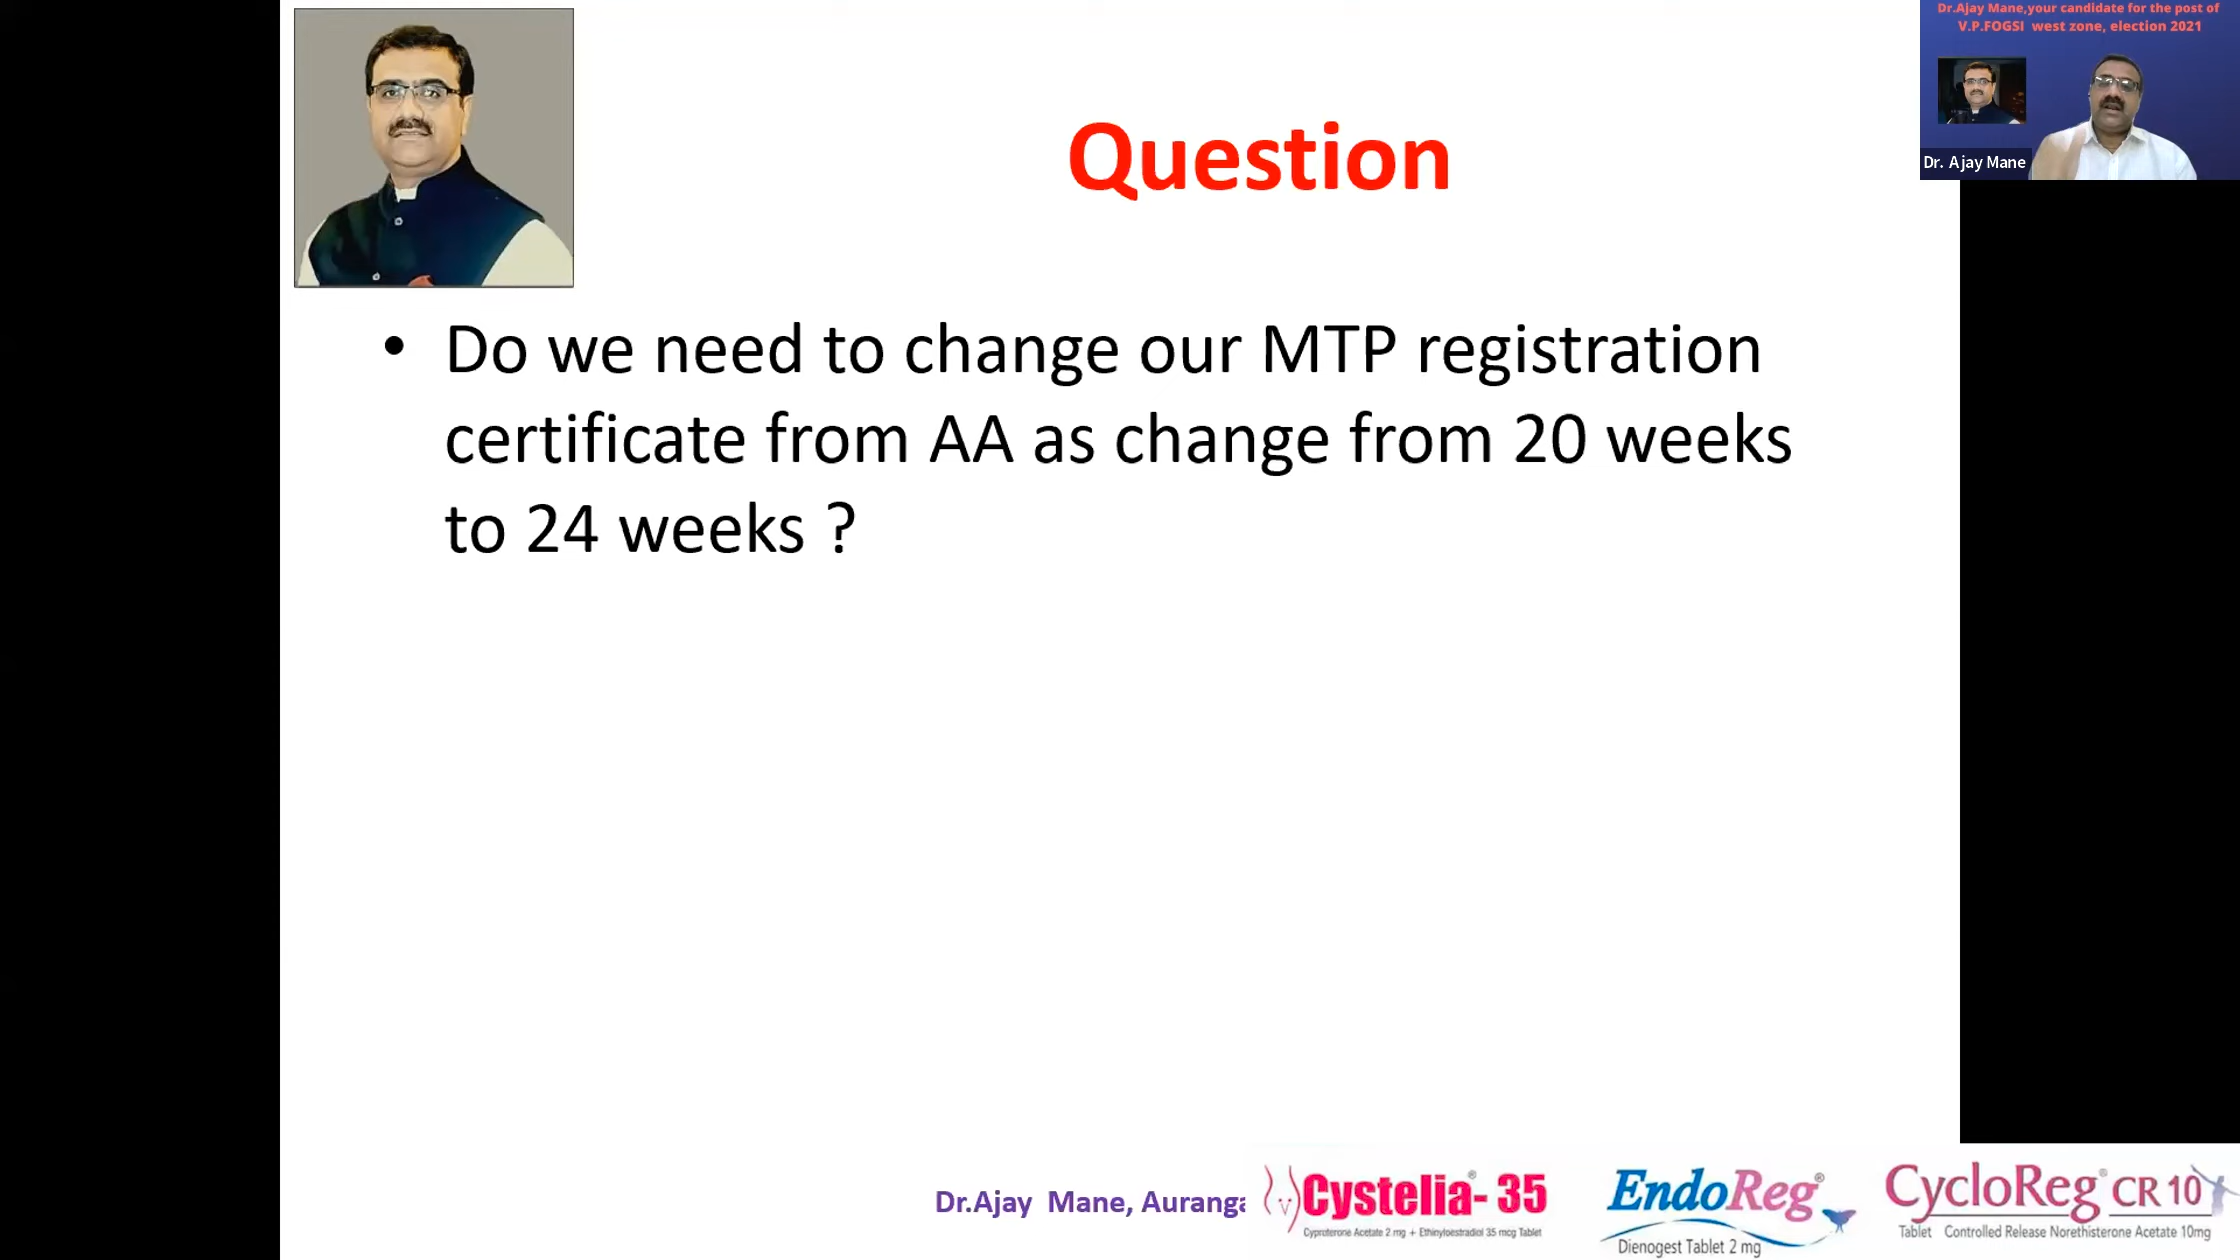 Dr.Ajay Mane,your candidate for the post of
V.P.FOGSI west zone, election 2021
Dr. Ajay Mane
Question
• Do we need to change our MTP registration
certificate from AA as change from 20 weeks
to 24 weeks ?
Dr.Ajay Mane, Auranga
Cystelia®- 35
Cyproterone Acetate 2 mg + Ethinyloestradiol 35 mcg Tablet
EndoReg®
Dienogest Tablet 2 mg
CycloReg® CR 10
Tablet Controlled Release Norethisterone Acetate 10mg